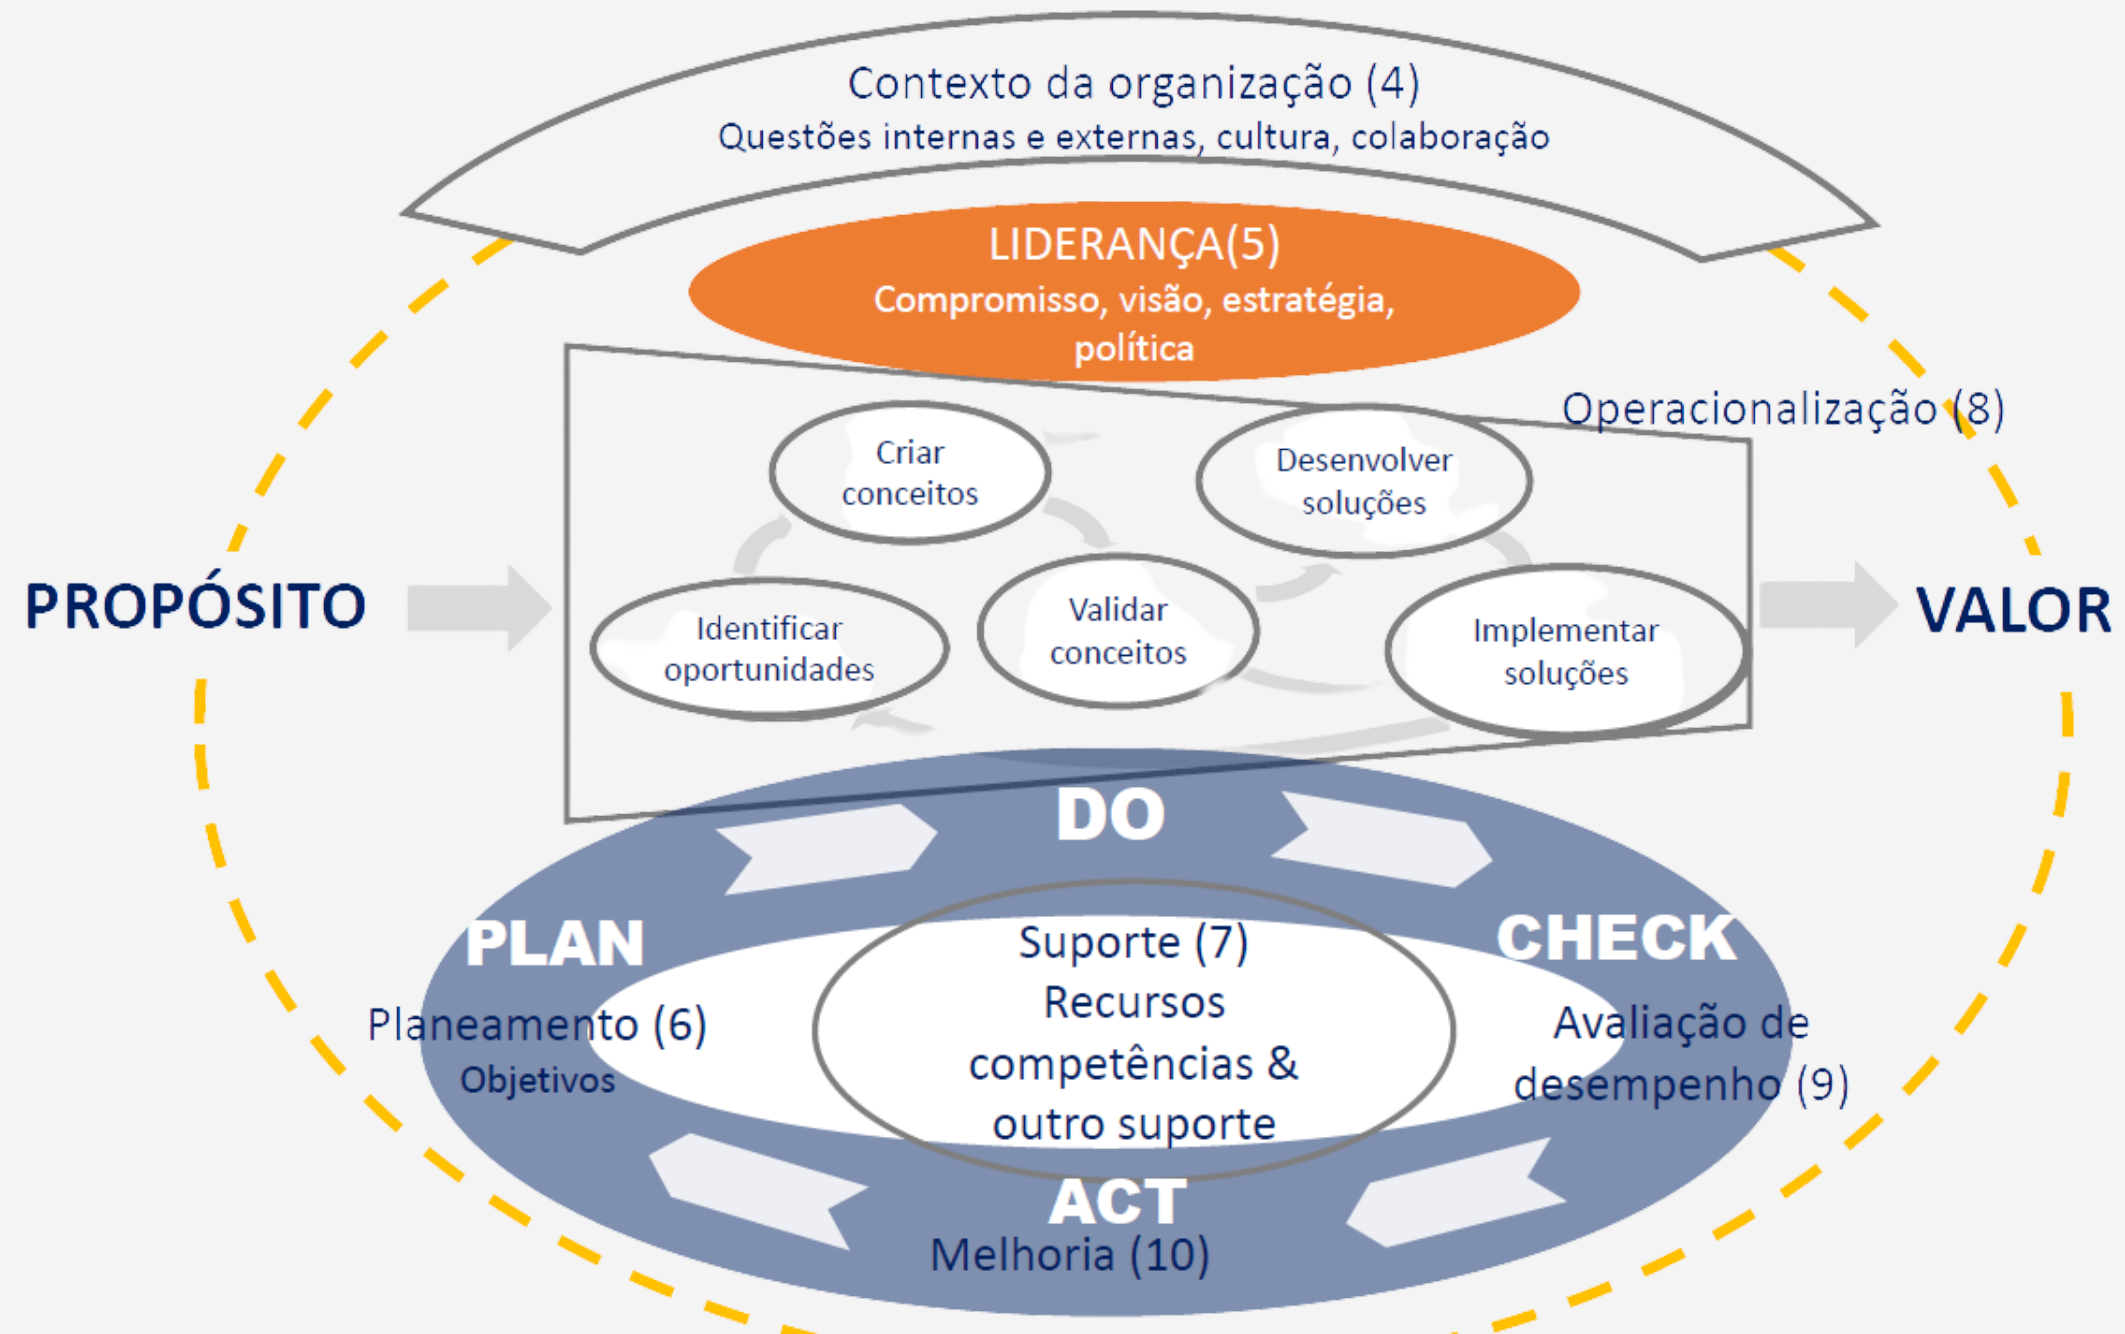 Contexto da organização (4)
Questões internas e externas, cultura, colaboração
LIDERANÇA(5)
Compromisso, visão, estratégia,
política
Operacionalização (8)
Criar
conceitos
Desenvolver
soluções
PROPÓSITO
Identificar
oportunidades
Validar
conceitos
Implementar
soluções
VALOR
DO
PLAN
Planeamento (6)
Objetivos
Suporte (7)
Recursos
competências &
outro suporte
CHECK
Avaliação de
desempenho (9)
ACT
Melhoria (10)